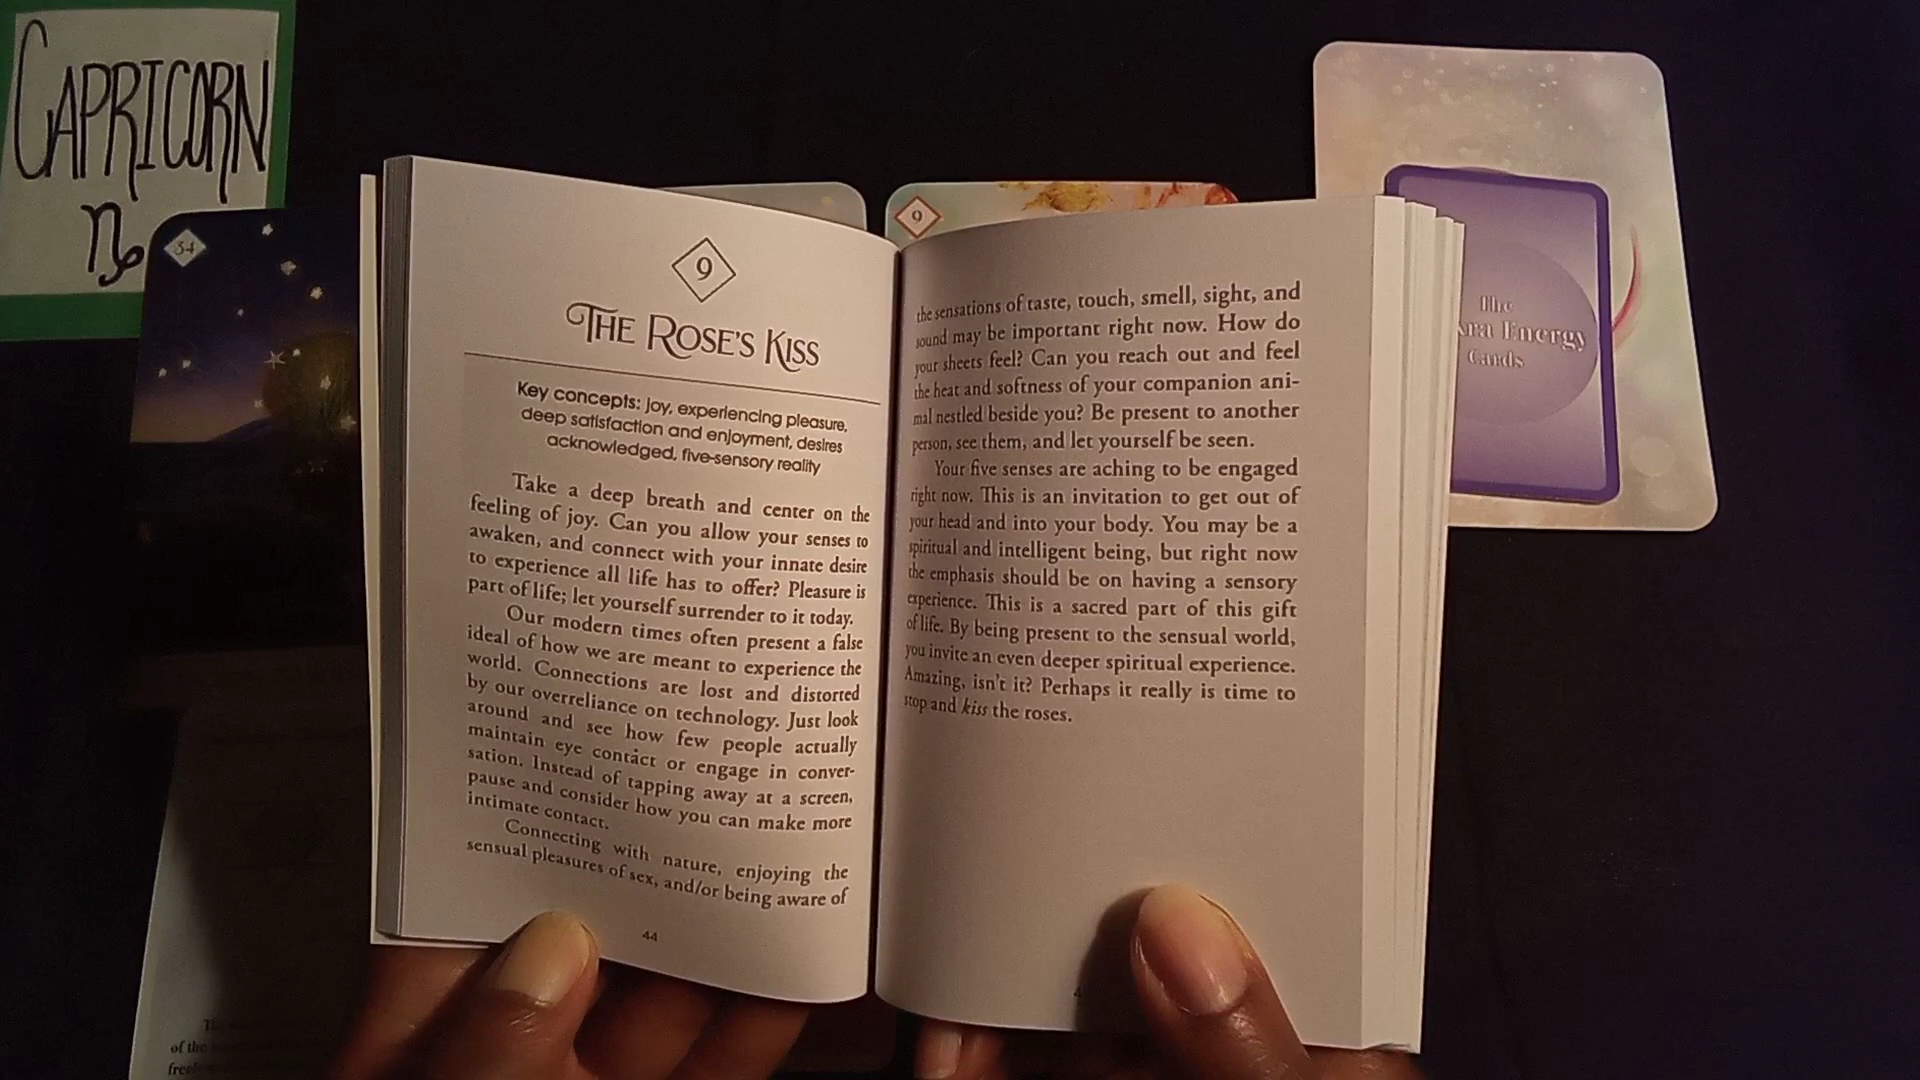 CAPRICORN
♑
34
9
9
THE ROSE'S KISS
Key concepts: Joy, experiencing pleasure,
deep satisfaction and enjoyment, desires
acknowledged, five-sensory reality
Take a deep breath and center on the
feeling of joy. Can you allow your senses to
awaken, and connect with your innate desire
to experience all life has to offer? Pleasure is
part of life; let yourself surrender to it today.
Our modern times often present a false
ideal of how we are meant to experience the
world. Connections are lost and distorted
by our overreliance on technology. Just look
around and see how few people actually
maintain eye contact or engage in conver-
sation. Instead of tapping away at a screen,
pause and consider how you can make more
intimate contact.
Connecting with nature, enjoying the
sensual pleasures of sex, and/or being aware of
44
the sensations of taste, touch, smell, sight, and
sound may be important right now. How do
your sheets feel? Can you reach out and feel
the heat and softness of your companion ani-
mal nestled beside you? Be present to another
person, see them, and let yourself be seen.
Your five senses are aching to be engaged
right now. This is an invitation to get out of
your head and into your body. You may be a
spiritual and intelligent being, but right now
the emphasis should be on having a sensory
experience. This is a sacred part of this gift
of life. By being present to the sensual world,
you invite an even deeper spiritual experience.
Amazing, isn't it? Perhaps it really is time to
stop and kiss the roses.
The
Energy
Cards
of the